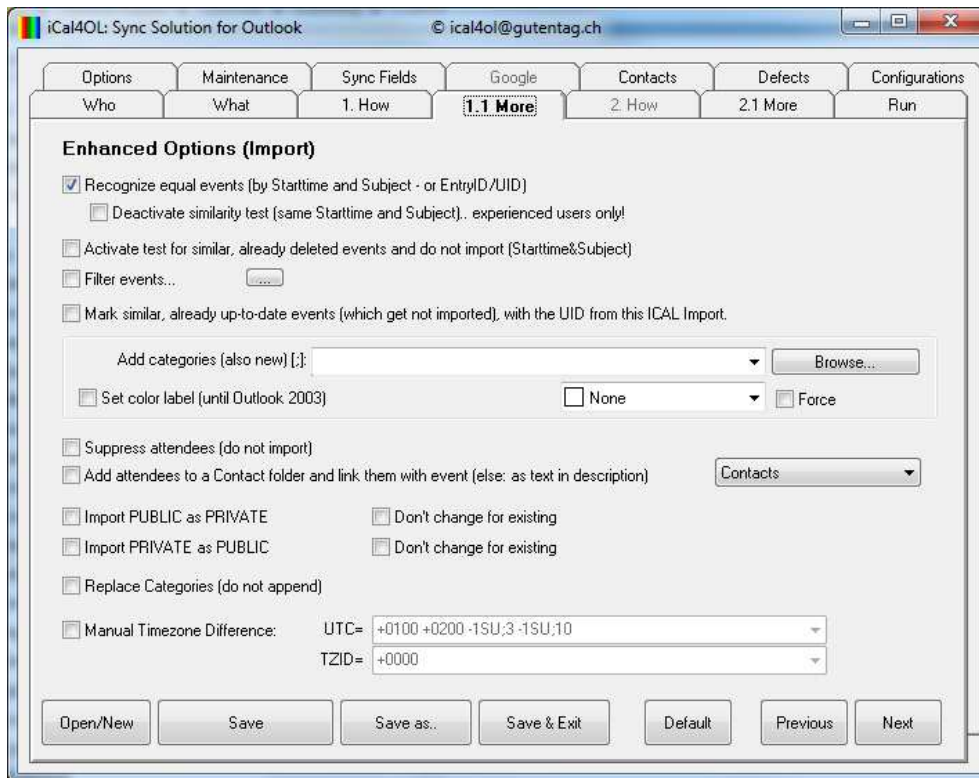 iCal4OL: Sync Solution for Outlook © ical4ol@gutentag.ch
Options Maintenance Sync Fields Google Contacts Defects Configurations
Who What 1. How 1.1 More 2. How 2.1 More Run
Enhanced Options (Import)
Recognize equal events (by Starttime and Subject - or EntryID/UID)
Deactivate similarity test (same Starttime and Subject).. experienced users only!
Activate test for similar, already deleted events and do not import (Starttime&Subject)
Filter events... ...
Mark similar, already up-to-date events (which get not imported), with the UID from this ICAL Import.
Add categories (also new) [;]: Browse...
Set color label (until Outlook 2003) None Force
Suppress attendees (do not import)
Add attendees to a Contact folder and link them with event (else: as text in description) Contacts
Import PUBLIC as PRIVATE Don't change for existing
Import PRIVATE as PUBLIC Don't change for existing
Replace Categories (do not append)
Manual Timezone Difference: UTC= +0100 +0200 -1SU;3 -1SU;10
TZID= +0000
Open/New Save Save as.. Save & Exit Default Previous Next